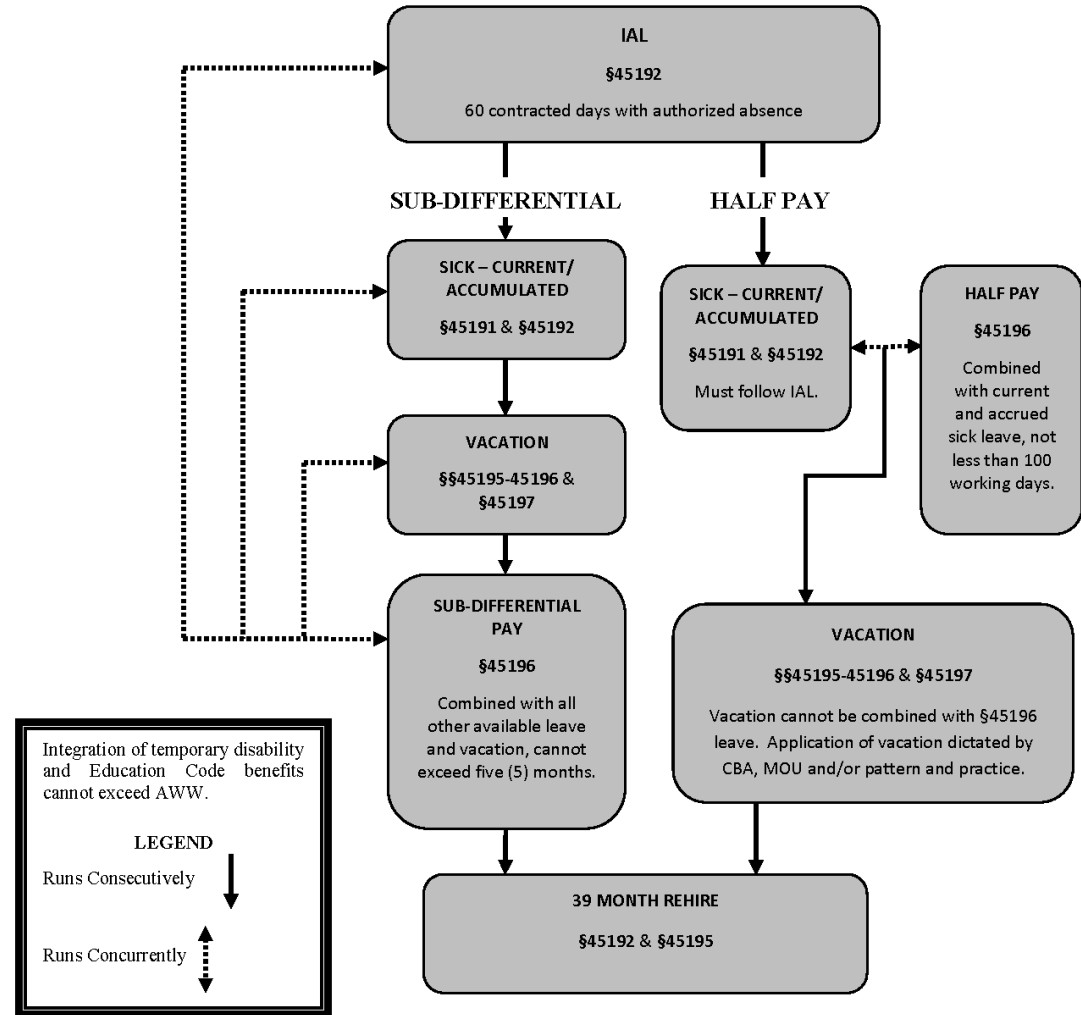 IAL
§45192
60 contracted days with authorized absence
SUB-DIFFERENTIAL
HALF PAY
SICK – CURRENT/
ACCUMULATED
§45191 & §45192
SICK – CURRENT/
ACCUMULATED
§45191 & §45192
Must follow IAL.
HALF PAY
§45196
Combined
with current
and accrued
sick leave, not
less than 100
working days.
VACATION
§§45195-45196 &
§45197
SUB-DIFFERENTIAL
PAY
§45196
Combined with all
other available leave
and vacation, cannot
exceed five (5) months.
VACATION
§§45195-45196 & §45197
Vacation cannot be combined with §45196
leave. Application of vacation dictated by
CBA, MOU and/or pattern and practice.
39 MONTH REHIRE
§45192 & §45195
Integration of temporary disability
and Education Code benefits
cannot exceed AWW.
LEGEND
Runs Consecutively
Runs Concurrently